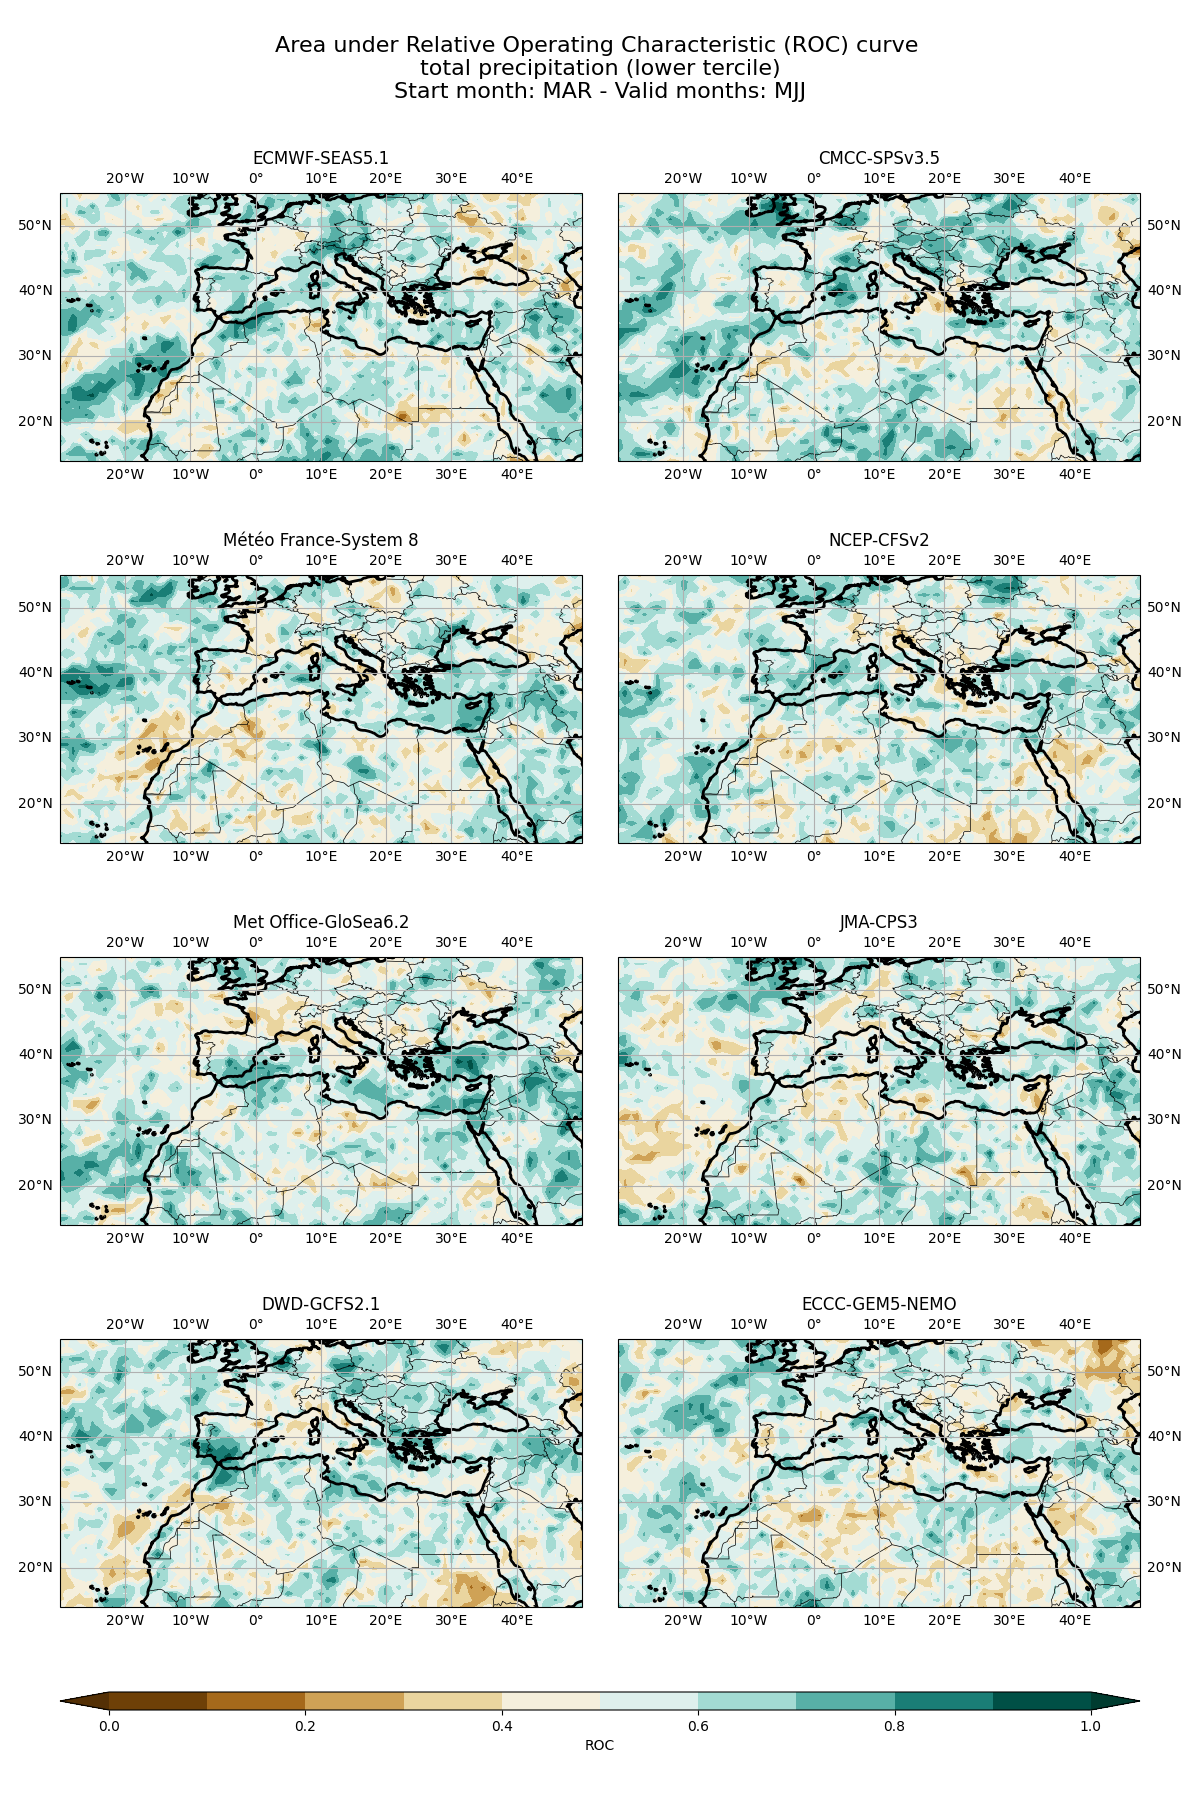 Area under Relative Operating Characteristic (ROC) curve
total precipitation (lower tercile)
Start month: MAR - Valid months: MJJ
ECMWF-SEAS5.1
20°W 10°W 0° 10°E 20°E 30°E 40°E
50°N
40°N
30°N
20°N
20°W 10°W 0° 10°E 20°E 30°E 40°E
CMCC-SPSv3.5
20°W 10°W 0° 10°E 20°E 30°E 40°E
50°N
40°N
30°N
20°N
20°W 10°W 0° 10°E 20°E 30°E 40°E
Météo France-System 8
20°W 10°W 0° 10°E 20°E 30°E 40°E
50°N
40°N
30°N
20°N
20°W 10°W 0° 10°E 20°E 30°E 40°E
NCEP-CFSv2
20°W 10°W 0° 10°E 20°E 30°E 40°E
50°N
40°N
30°N
20°N
20°W 10°W 0° 10°E 20°E 30°E 40°E
Met Office-GloSea6.2
20°W 10°W 0° 10°E 20°E 30°E 40°E
50°N
40°N
30°N
20°N
20°W 10°W 0° 10°E 20°E 30°E 40°E
JMA-CPS3
20°W 10°W 0° 10°E 20°E 30°E 40°E
50°N
40°N
30°N
20°N
20°W 10°W 0° 10°E 20°E 30°E 40°E
DWD-GCFS2.1
20°W 10°W 0° 10°E 20°E 30°E 40°E
50°N
40°N
30°N
20°N
20°W 10°W 0° 10°E 20°E 30°E 40°E
ECCC-GEM5-NEMO
20°W 10°W 0° 10°E 20°E 30°E 40°E
50°N
40°N
30°N
20°N
20°W 10°W 0° 10°E 20°E 30°E 40°E
0.0 0.2 0.4 0.6 0.8 1.0
ROC